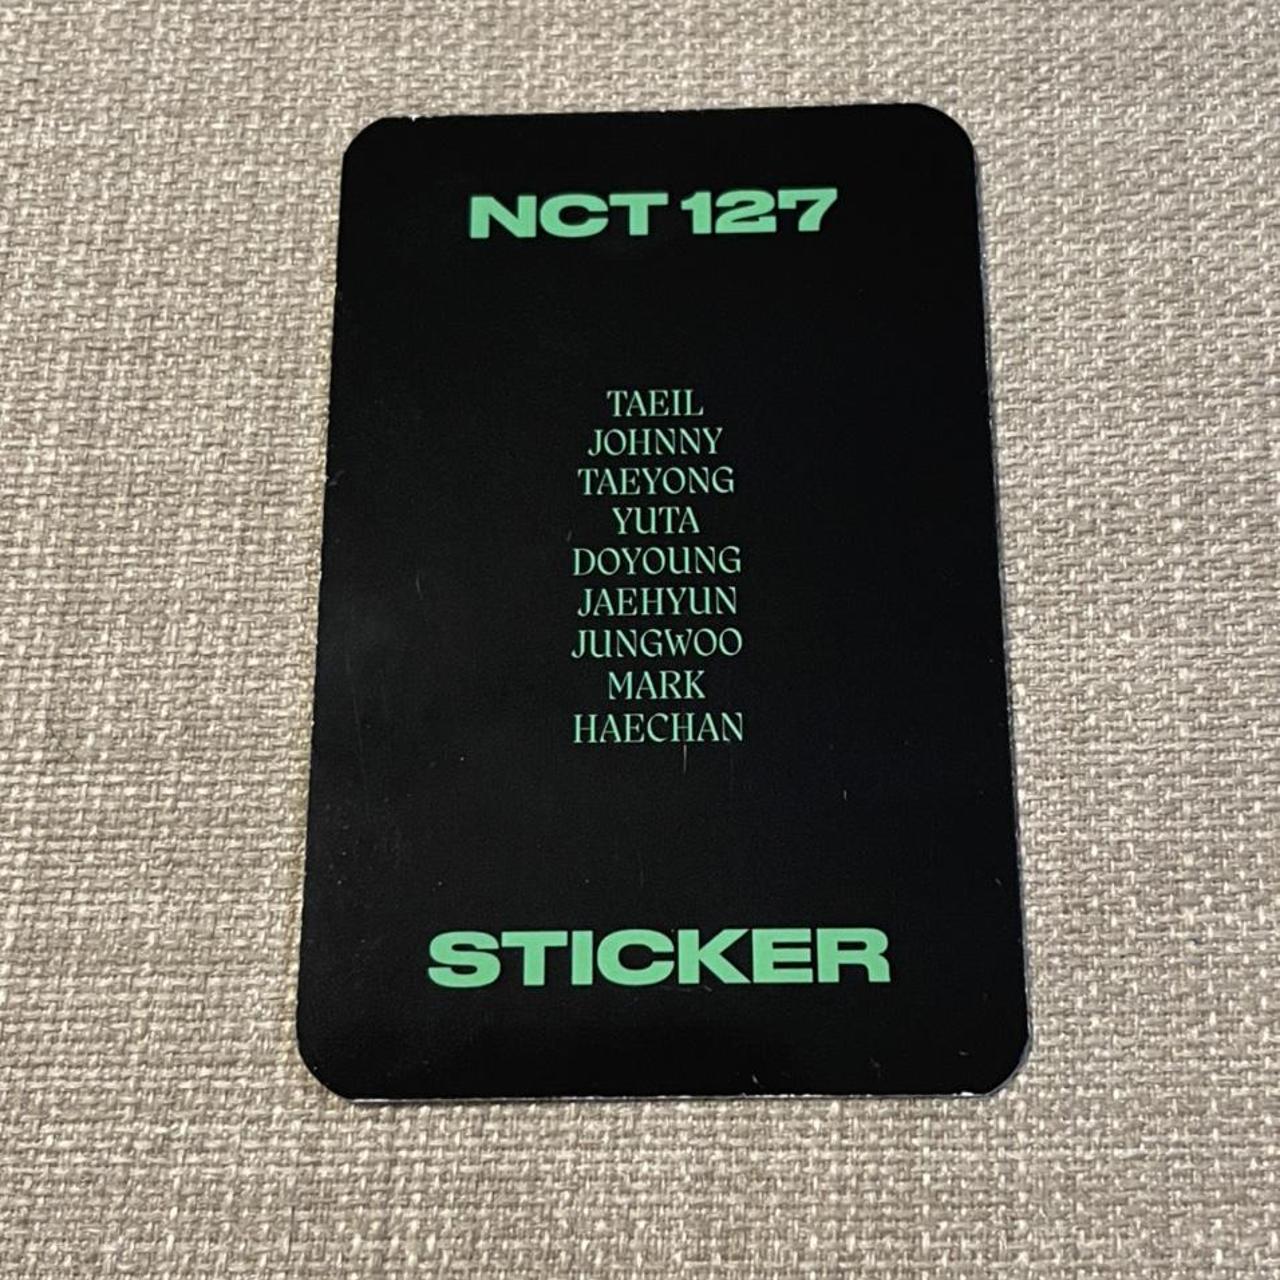 NCT 127
TAEIL
JOHNNY
TAEYONG
YUTA
DOYOUNG
JAEHYUN
JUNGWOO
MARK
HAECHAN
STICKER